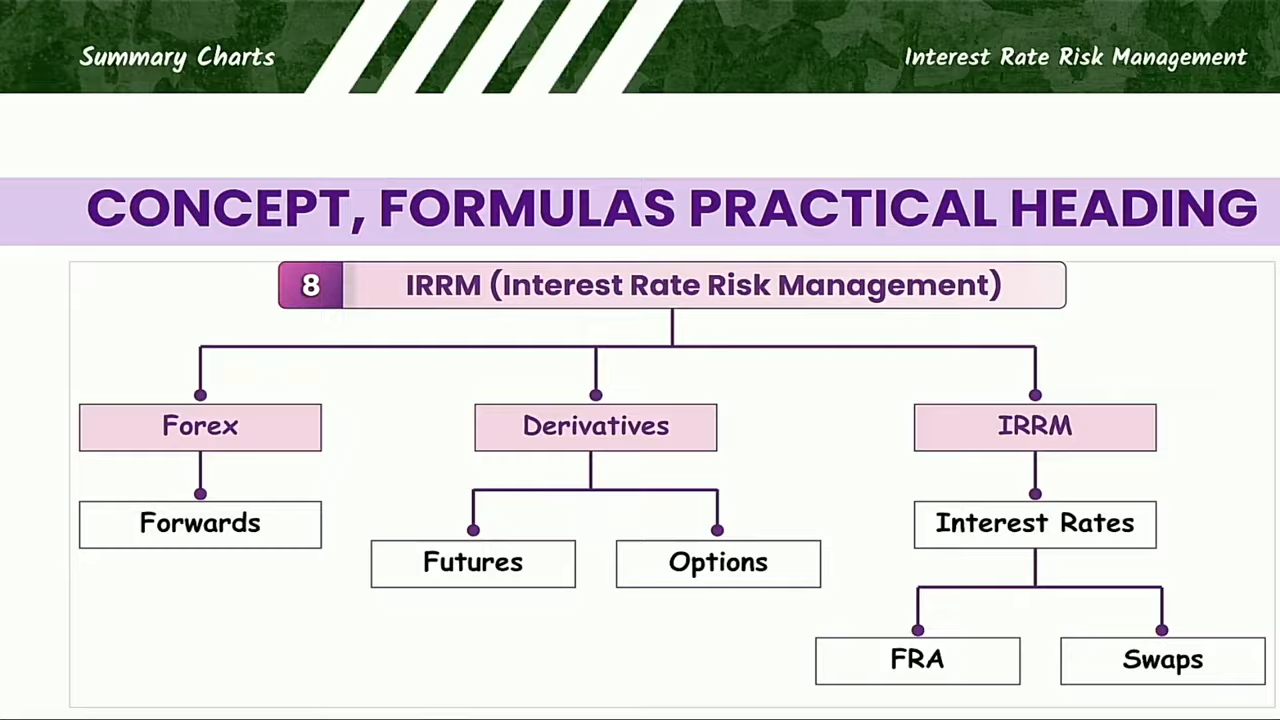 Summary Charts
Interest Rate Risk Management
CONCEPT, FORMULAS PRACTICAL HEADING
8
IRRM (Interest Rate Risk Management)
Forex
Derivatives
IRRM
Forwards
Interest Rates
Futures
Options
FRA
Swaps